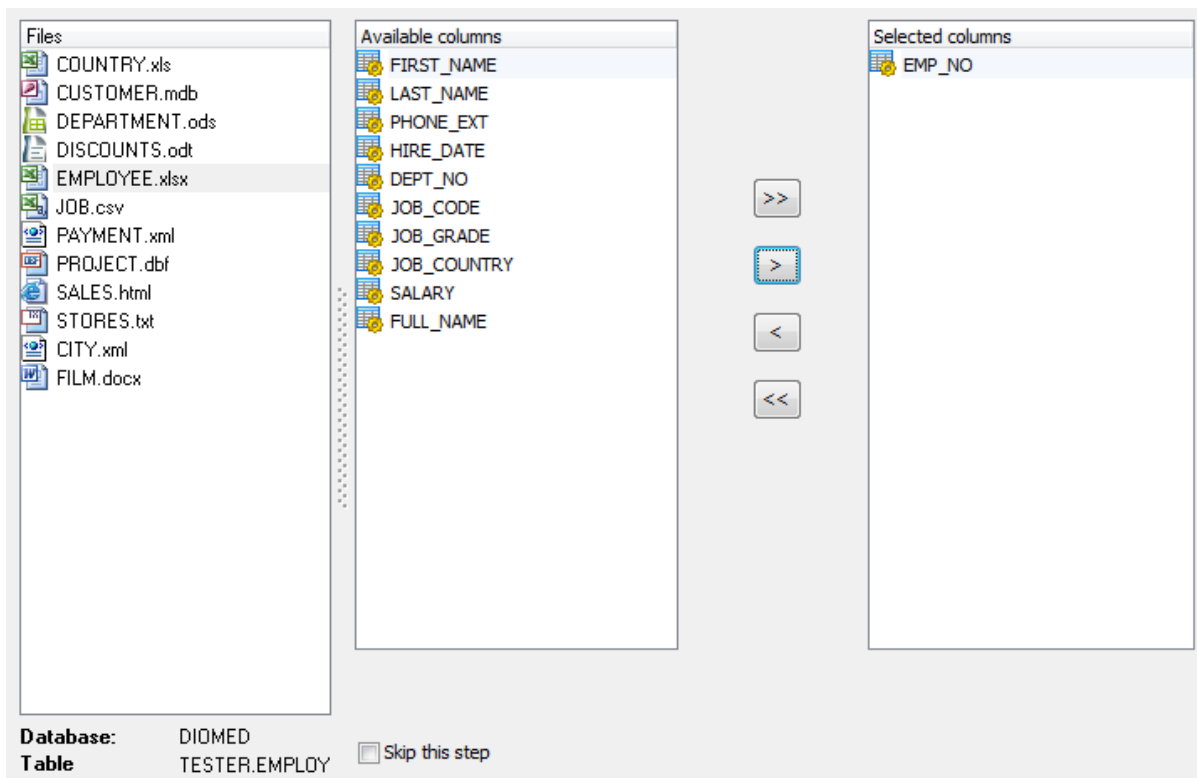 Files
COUNTRY.xls
CUSTOMER.mdb
DEPARTMENT.ods
DISCOUNTS.odt
EMPLOYEE.xlsx
JOB.csv
PAYMENT.xml
PROJECT.dbf
SALES.html
STORES.txt
CITY.xml
FILM.docx
Database: DIOMED
Table TESTER.EMPLOY
Available columns
FIRST_NAME
LAST_NAME
PHONE_EXT
HIRE_DATE
DEPT_NO
JOB_CODE
JOB_GRADE
JOB_COUNTRY
SALARY
FULL_NAME
Skip this step
>>
>
<
<<
Selected columns
EMP_NO